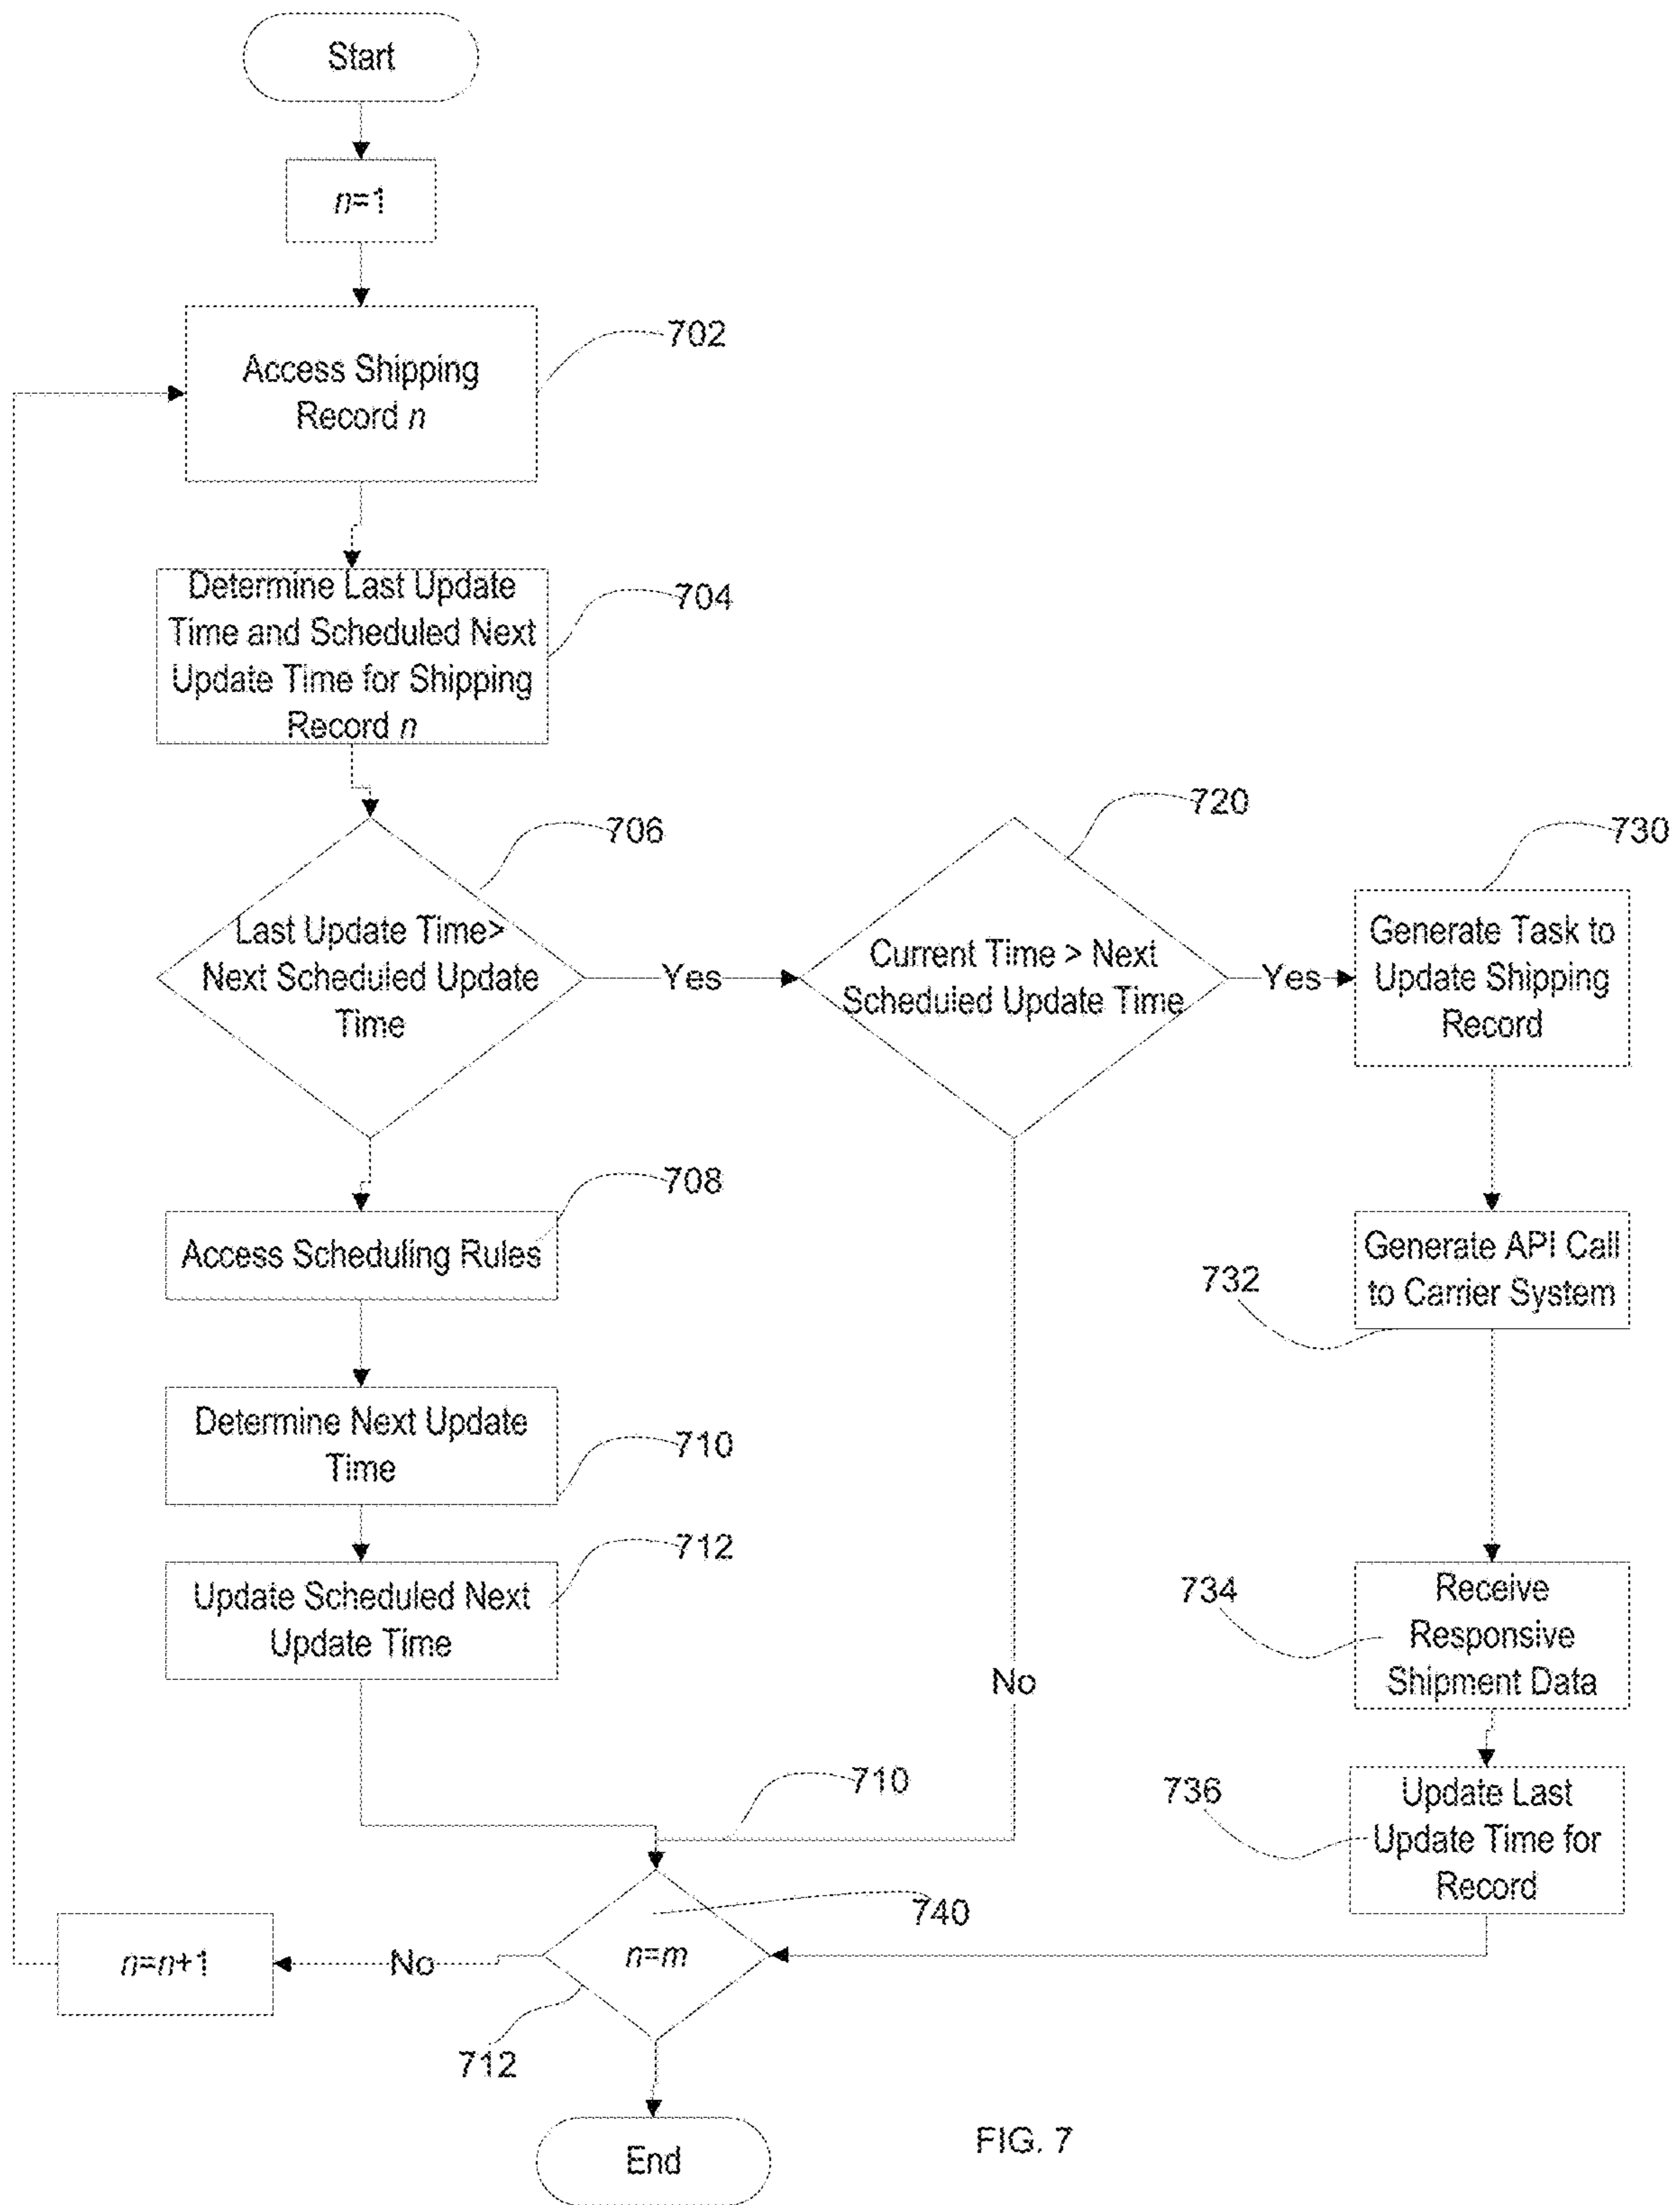 Start
n=1
702
Access Shipping
Record n
704
Determine Last Update
Time and Scheduled Next
Update Time for Shipping
Record n
706
Last Update Time>
Next Scheduled Update
Time
Yes
720
Current Time > Next
Scheduled Update Time
Yes
730
Generate Task to
Update Shipping
Record
708
Access Scheduling Rules
732
Generate API Call
to Carrier System
Determine Next Update
Time
710
712
Update Scheduled Next
Update Time
No
734
Receive
Responsive
Shipment Data
710
736
Update Last
Update Time for
Record
740
n=n+1
No
n=m
712
End
FIG. 7